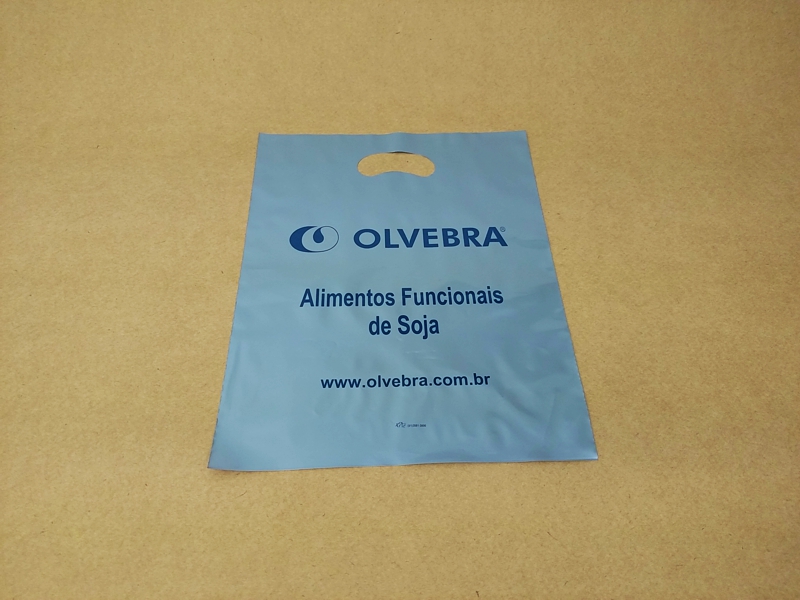 OLVEBRA®
Alimentos Funcionais
de Soja
www.olvebra.com.br